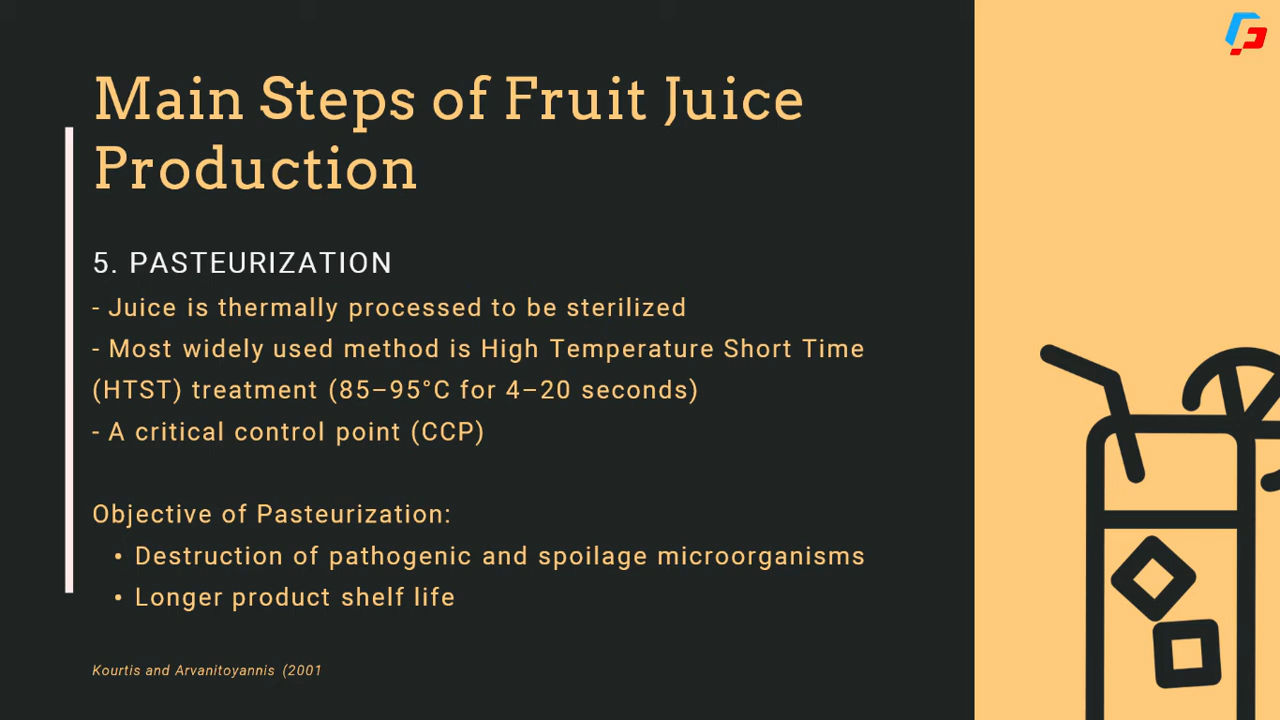 Main Steps of Fruit Juice
Production
5. PASTEURIZATION
- Juice is thermally processed to be sterilized
- Most widely used method is High Temperature Short Time
(HTST) treatment (85–95°C for 4–20 seconds)
- A critical control point (CCP)
Objective of Pasteurization:
• Destruction of pathogenic and spoilage microorganisms
• Longer product shelf life
Kourtis and Arvanitoyannis (2001